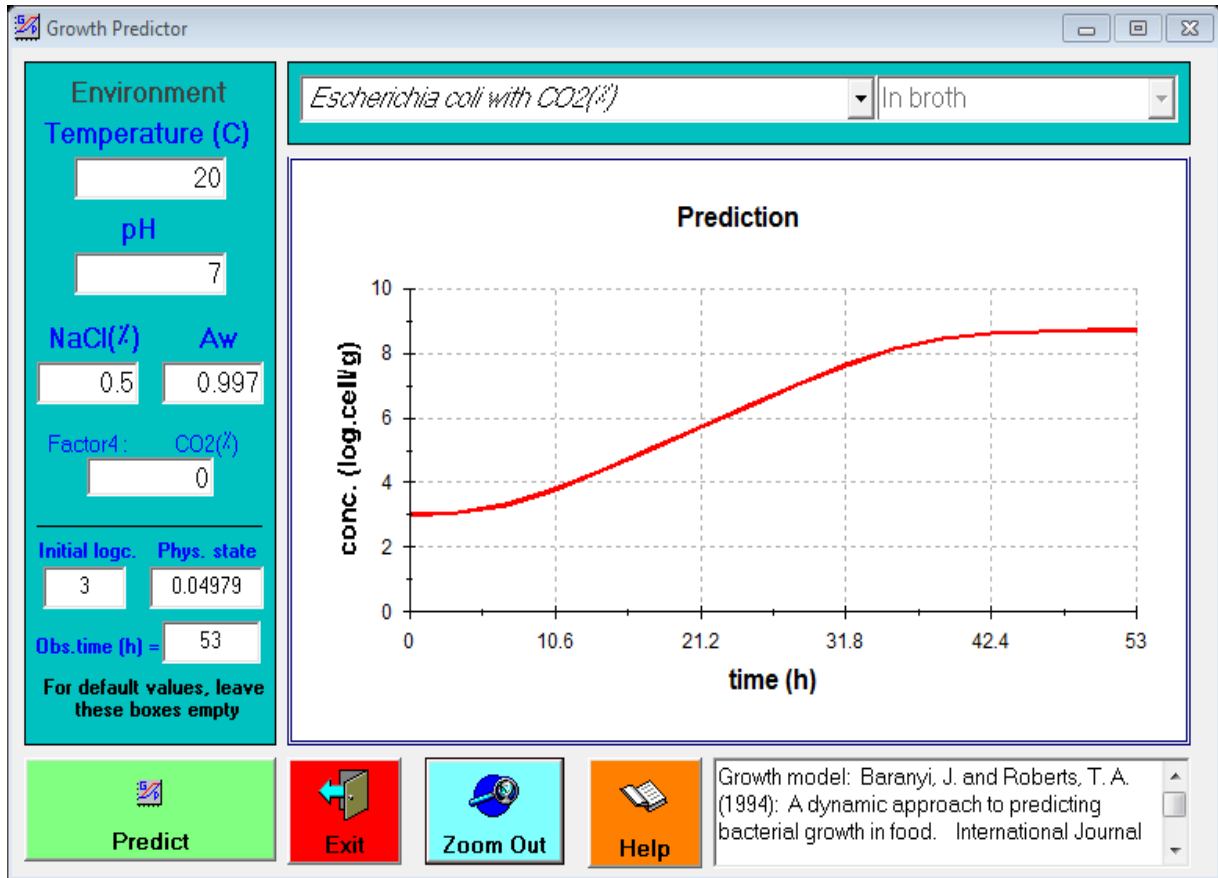 Growth Predictor
Environment
Temperature (C)
20
pH
7
NaCl(%) Aw
0.5 0.997
Factor4 : CO2(%)
0
Initial logc. Phys. state
3 0.04979
Obs.time (h) = 53
For default values, leave
these boxes empty
Escherichia coli with CO2(%) In broth
Prediction
conc. (log.cell/g)
10
8
6
4
2
0
0 10.6 21.2 31.8 42.4 53
time (h)
Predict
Exit
Zoom Out
Help
Growth model: Baranyi, J. and Roberts, T. A.
(1994): A dynamic approach to predicting
bacterial growth in food. International Journal